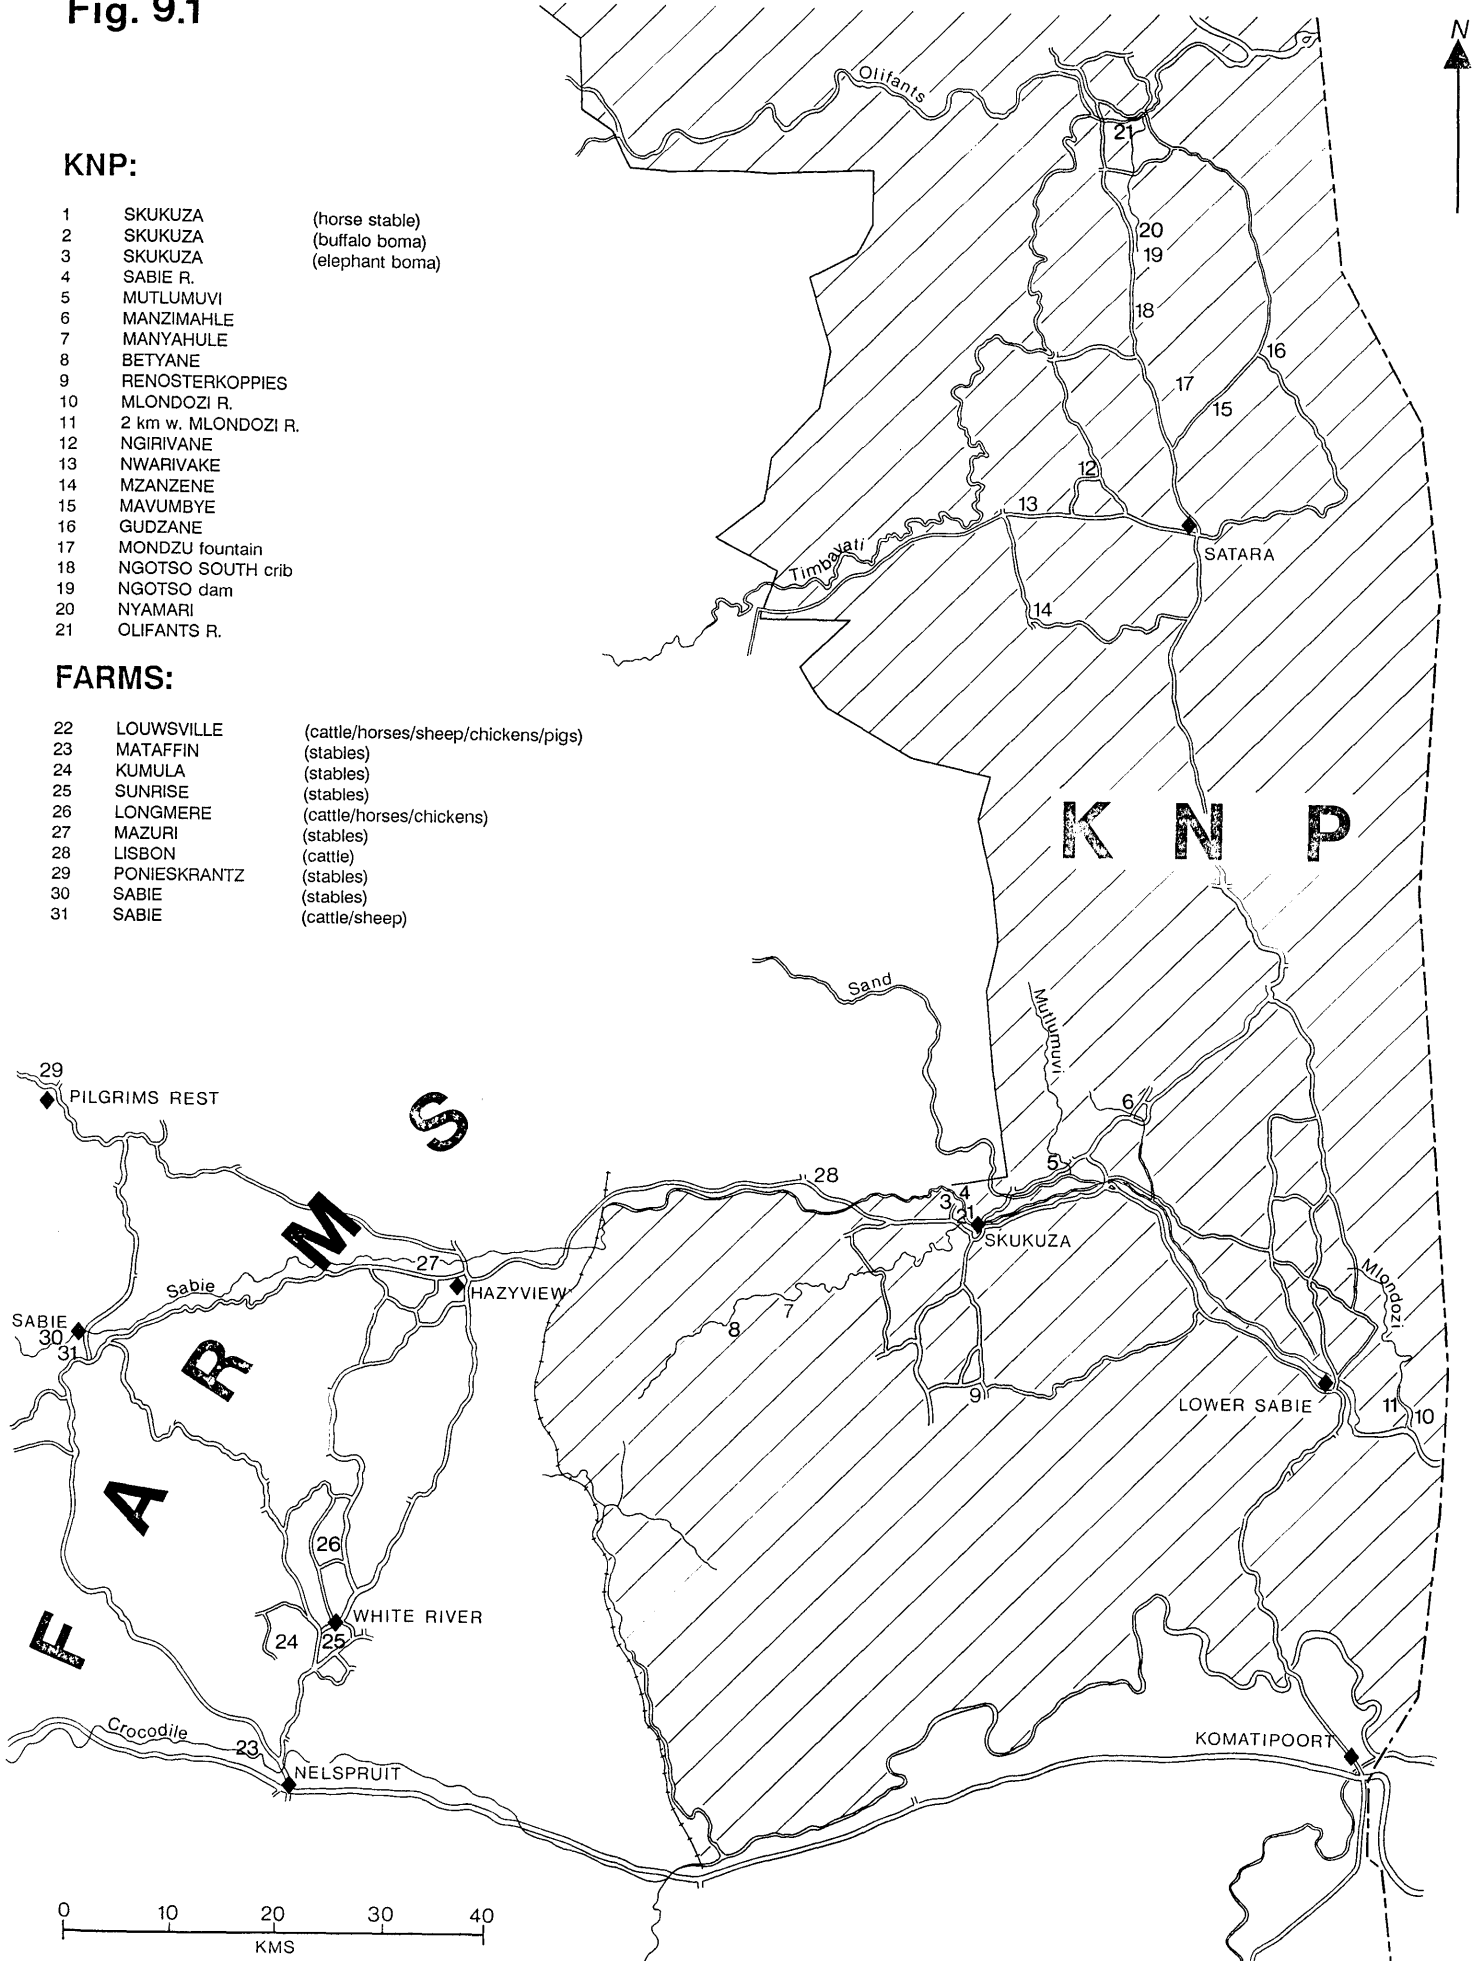 Fig. 9.1
N
KNP:
1 SKUKUZA (horse stable)
2 SKUKUZA (buffalo boma)
3 SKUKUZA (elephant boma)
4 SABIE R.
5 MUTLUMUVI
6 MANZIMAHLE
7 MANYAHULE
8 BETYANE
9 RENOSTERKOPPIES
10 MLONDOZI R.
11 2 km w. MLONDOZI R.
12 NGIRIVANE
13 NWARIVAKE
14 MZANZENE
15 MAVUMBYE
16 GUDZANE
17 MONDZU fountain
18 NGOTSO SOUTH crib
19 NGOTSO dam
20 NYAMARI
21 OLIFANTS R.
FARMS:
22 LOUWSVILLE (cattle/horses/sheep/chickens/pigs)
23 MATAFFIN (stables)
24 KUMULA (stables)
25 SUNRISE (stables)
26 LONGMERE (cattle/horses/chickens)
27 MAZURI (stables)
28 LISBON (cattle)
29 PONIESKRANTZ (stables)
30 SABIE (stables)
31 SABIE (cattle/sheep)
Olifants
21
20
19
18
16
17
15
12
13
SATARA
Timbavati
14
K N P
Sand
Mutlumuvi
29
PILGRIMS REST
6
5
28
4
3
21
SKUKUZA
27
HAZYVIEW
Sabie
Mlondozi
7
8
SABIE
30
31
9
LOWER SABIE
11
10
FARMS
26
WHITE RIVER
24
25
Crocodile
23
NELSPRUIT
KOMATIPOORT
0 10 20 30 40
KMS